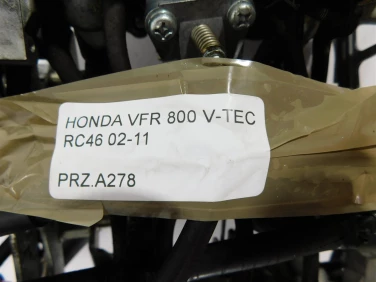 HONDA VFR 800 V-TEC
RC46 02-11
PRZ.A278